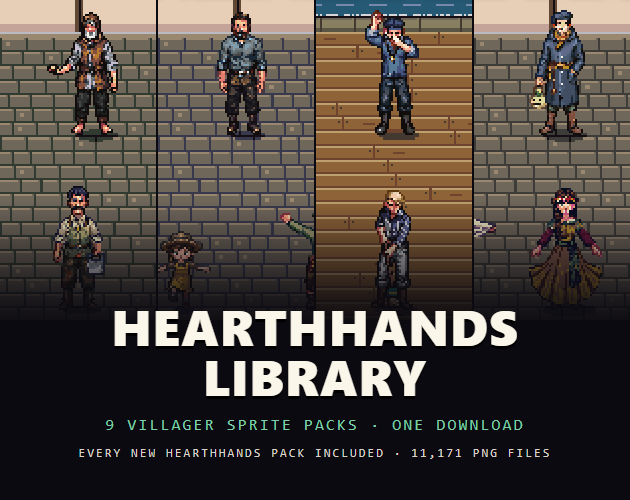 HEARTHHANDS
LIBRARY
9 VILLAGER SPRITE PACKS · ONE DOWNLOAD
EVERY NEW HEARTHHANDS PACK INCLUDED · 11,171 PNG FILES